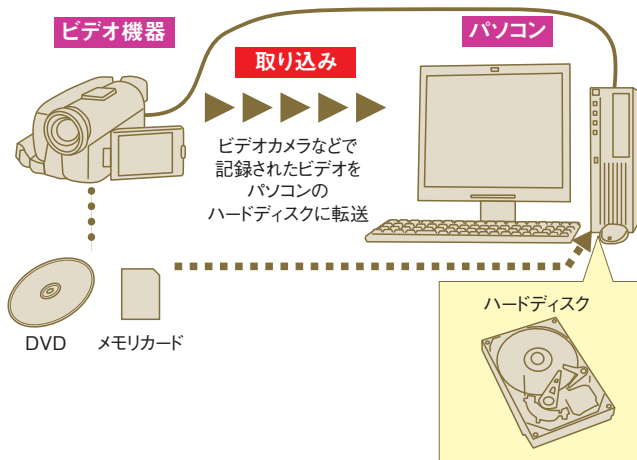 ビデオ機器
パソコン
取り込み
ビデオカメラなどで
記録されたビデオを
パソコンの
ハードディスクに転送
DVD
メモリカード
ハードディスク